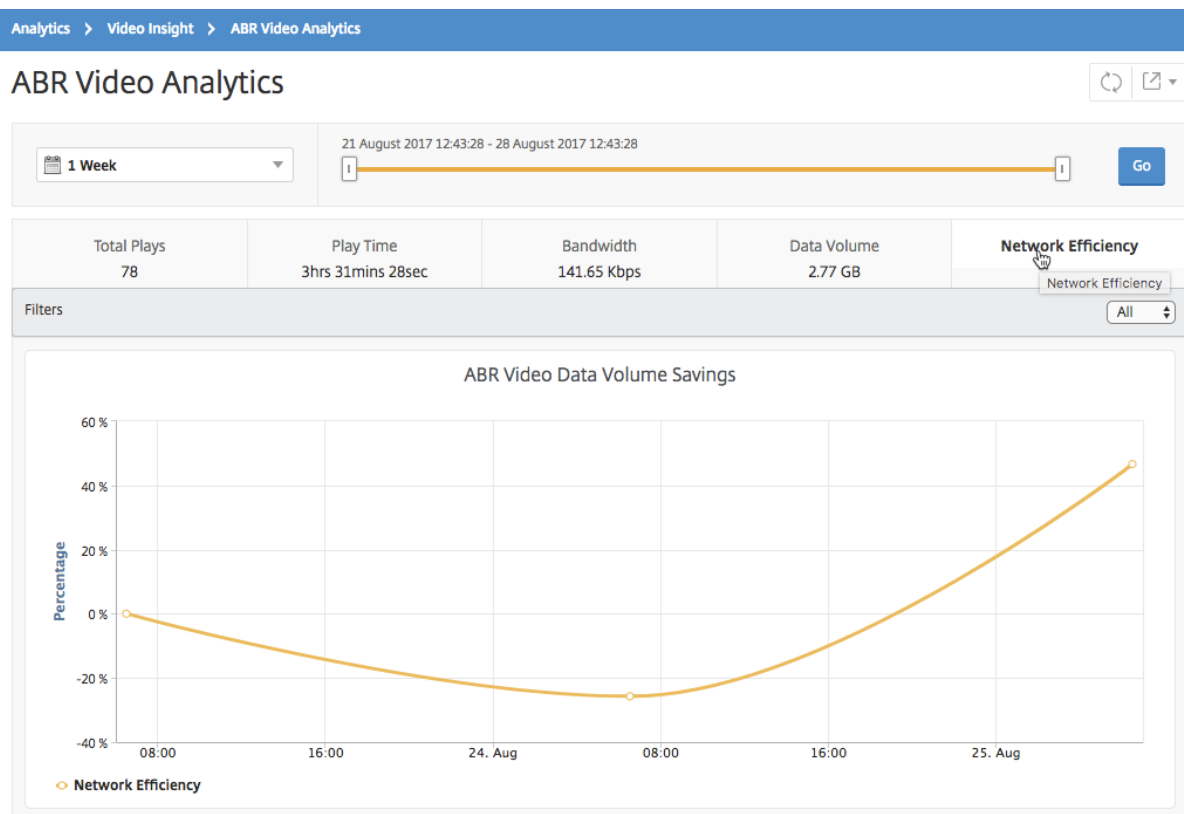 Analytics > Video Insight > ABR Video Analytics
ABR Video Analytics
1 Week
21 August 2017 12:43:28 - 28 August 2017 12:43:28
Go
Total Plays Play Time Bandwidth Data Volume Network Efficiency
78 3hrs 31mins 28sec 141.65 Kbps 2.77 GB
Network Efficiency
Filters All
ABR Video Data Volume Savings
Percentage
60 %
40 %
20 %
0 %
-20 %
-40 %
08:00 16:00 24. Aug 08:00 16:00 25. Aug
Network Efficiency